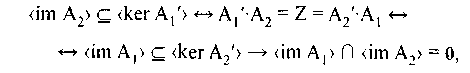 ‹im A₂› ⊆ ‹ker A₁′› ↔ A₁′·A₂ = Z = A₂′·A₁ ↔
↔ ‹im A₁› ⊆ ‹ker A₂′› → ‹im A₁› ∩ ‹im A₂› = 0,